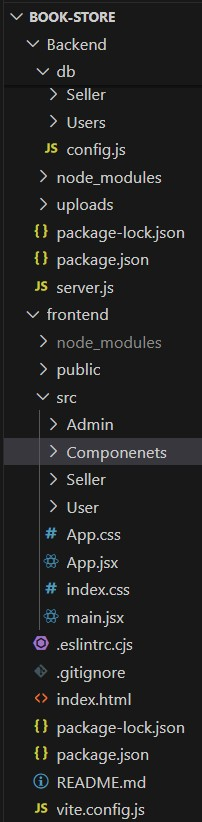 BOOK-STORE
Backend
db
Seller
Users
JS config.js
node_modules
uploads
{} package-lock.json
{} package.json
JS server.js
frontend
node_modules
public
src
Admin
Componenets
Seller
User
# App.css
App.jsx
# index.css
main.jsx
.eslintrc.cjs
.gitignore
<> index.html
{} package-lock.json
{} package.json
README.md
JS vite.config.js